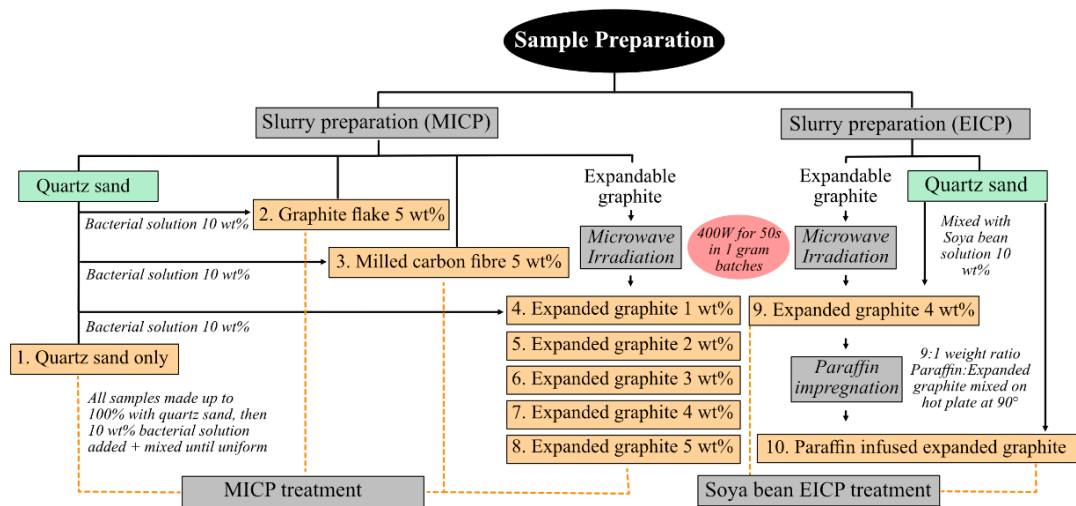 Sample Preparation
Slurry preparation (MICP)
Slurry preparation (EICP)
Quartz sand
Expandable
graphite
Expandable
graphite
Quartz sand
Bacterial solution 10 wt%
2. Graphite flake 5 wt%
Microwave
Irradiation
400W for 50s
in 1 gram
batches
Microwave
Irradiation
Mixed with
Soya bean
solution 10
wt%
Bacterial solution 10 wt%
3. Milled carbon fibre 5 wt%
Bacterial solution 10 wt%
4. Expanded graphite 1 wt%
9. Expanded graphite 4 wt%
1. Quartz sand only
5. Expanded graphite 2 wt%
6. Expanded graphite 3 wt%
7. Expanded graphite 4 wt%
8. Expanded graphite 5 wt%
Paraffin
impregnation
9:1 weight ratio
Paraffin:Expanded
graphite mixed on
hot plate at 90°
All samples made up to
100% with quartz sand, then
10 wt% bacterial solution
added + mixed until uniform
10. Paraffin infused expanded graphite
MICP treatment
Soya bean EICP treatment